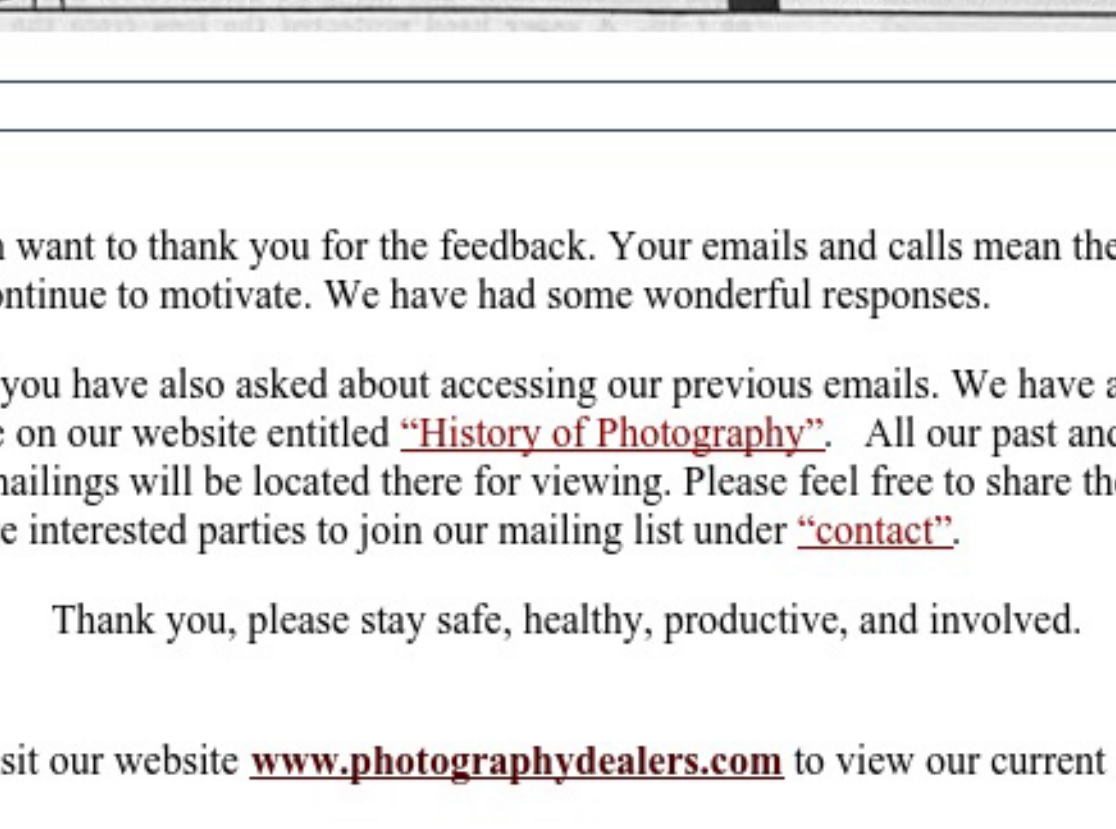 want to thank you for the feedback. Your emails and calls mean the
ontinue to motivate. We have had some wonderful responses.
you have also asked about accessing our previous emails. We have a
on our website entitled “History of Photography”. All our past and
mailings will be located there for viewing. Please feel free to share
e interested parties to join our mailing list under “contact”.
Thank you, please stay safe, healthy, productive, and involved.
sit our website www.photographydealers.com to view our current